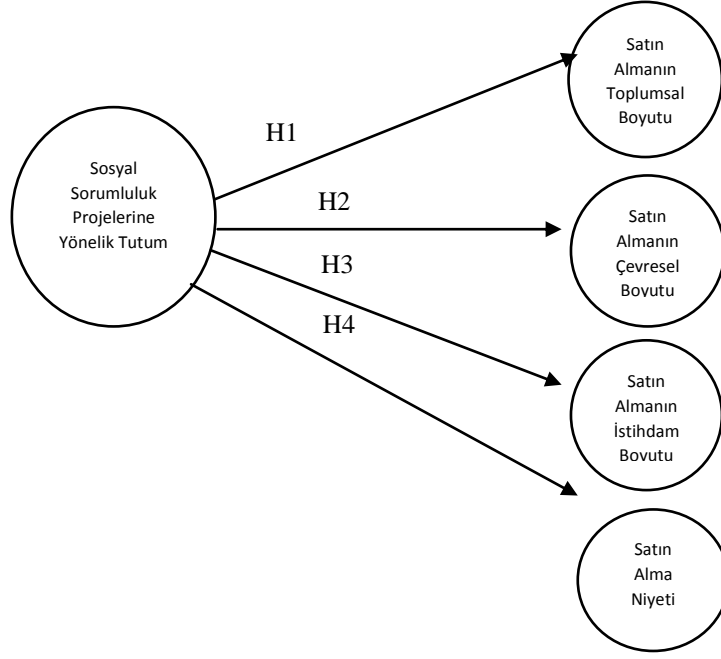 Sosyal
Sorumluluk
Projelerine
Yönelik Tutum
H1
H2
H3
H4
Satın
Almanın
Toplumsal
Boyutu
Satın
Almanın
Çevresel
Boyutu
Satın
Almanın
İstihdam
Boyutu
Satın
Alma
Niyeti